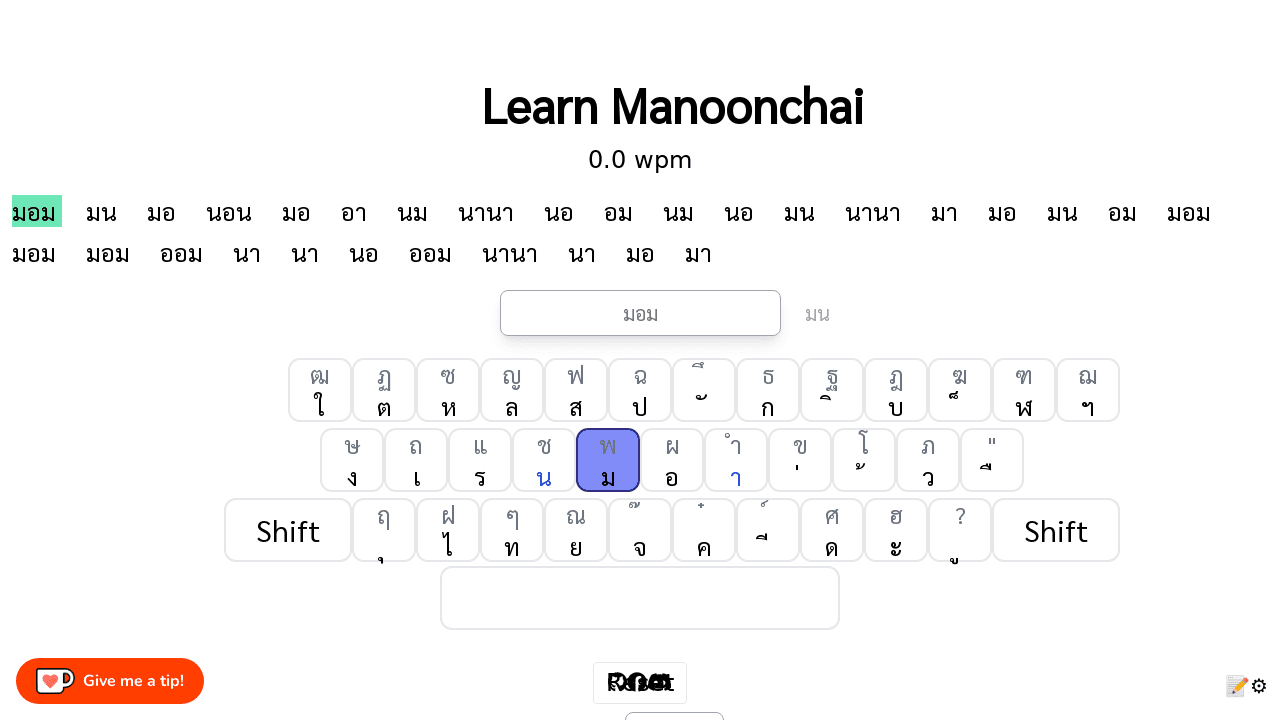 Learn Manoonchai
0.0 wpm
มอม มน มอ นอน มอ อา นม นานา นอ อม นม นอ มน นานา มา มอ มน อม มอม
มอม มอม ออม นา นา นอ ออม นานา นา มอ มา
มอม มน
ฒ ฏ ซ ญ ฟ ฉ ึ ธ ฐ ฎ ฆ ฑ ฌ
ใ ต ห ล ส ป ั ก ิ บ ็ ฬ ฯ
ษ ถ แ ช พ ผ ำ ข โ ภ "
ง เ ร น ม อ า ่ ้ ว ื
Shift ฤ ฝ ๆ ณ ๊ ๋ ์ ศ ฮ ? Shift
ุ ไ ท ย จ ค ี ด ะ ู
Give me a tip!
Reset